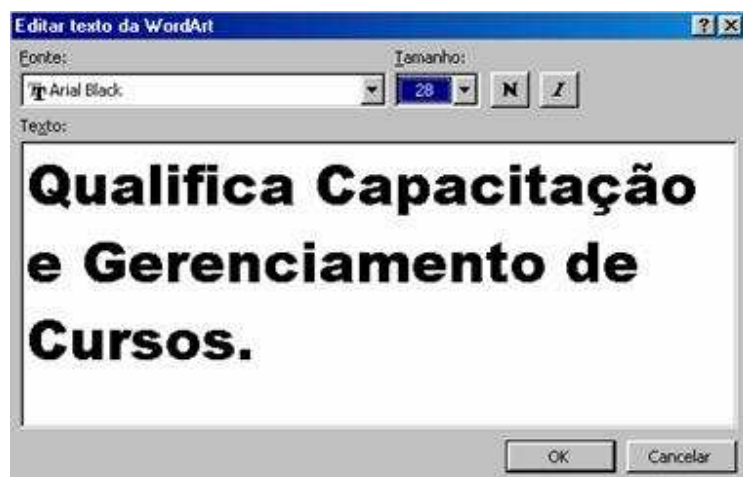 Editar texto da WordArt
Fonte: Tamanho:
Arial Black 28 N I
Texto:
Qualifica Capacitação
e Gerenciamento de
Cursos.
OK Cancelar